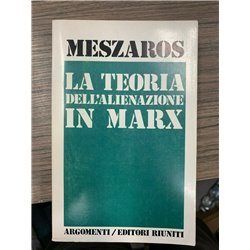 MESZAROS
LA TEORIA
DELL'ALIENAZIONE
IN MARX
ARGOMENTI/EDITORI RIUNITI